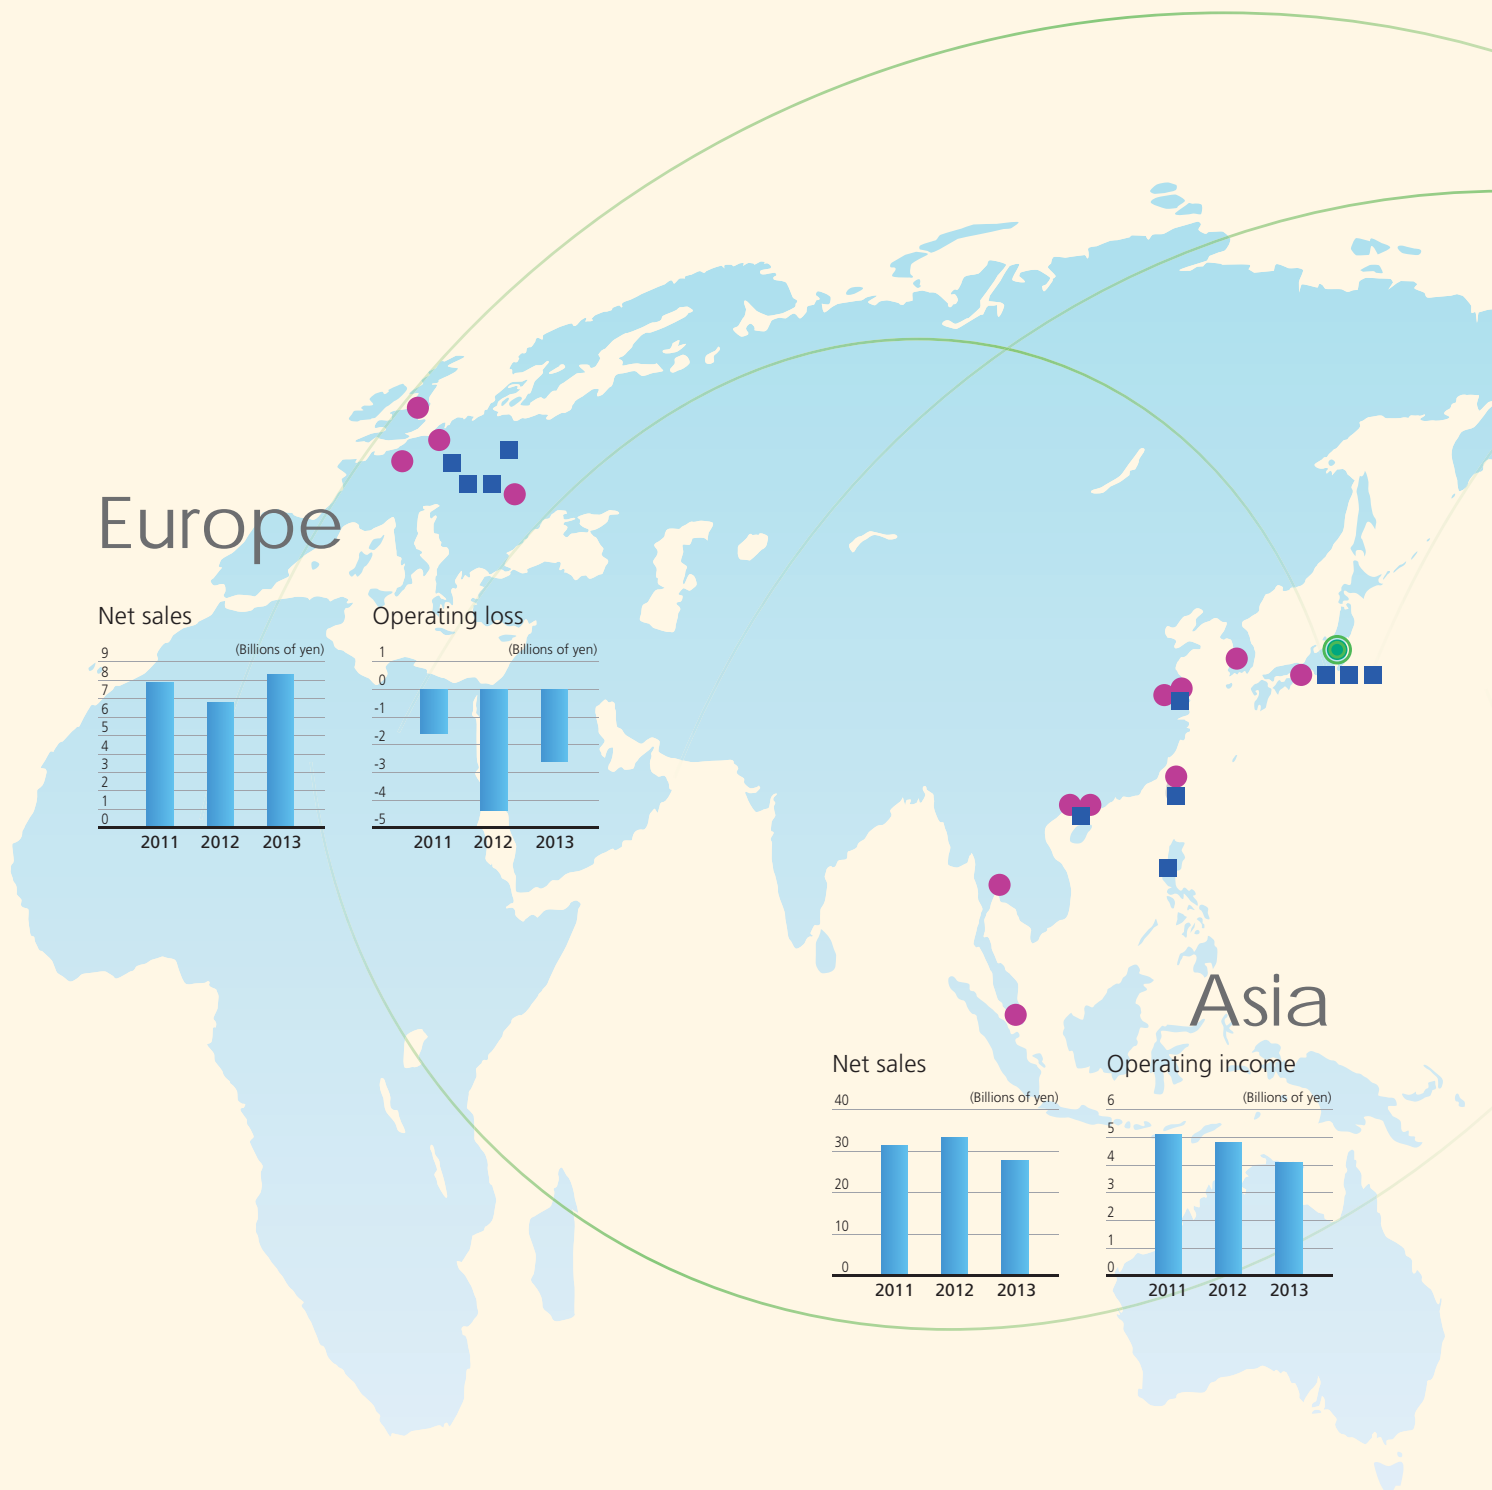 Europe
Net sales
(Billions of yen)
9
8
7
6
5
4
3
2
1
0
2011 2012 2013
Operating loss
(Billions of yen)
1
0
-1
-2
-3
-4
-5
2011 2012 2013
Asia
Net sales
(Billions of yen)
40
30
20
10
0
2011 2012 2013
Operating income
(Billions of yen)
6
5
4
3
2
1
0
2011 2012 2013